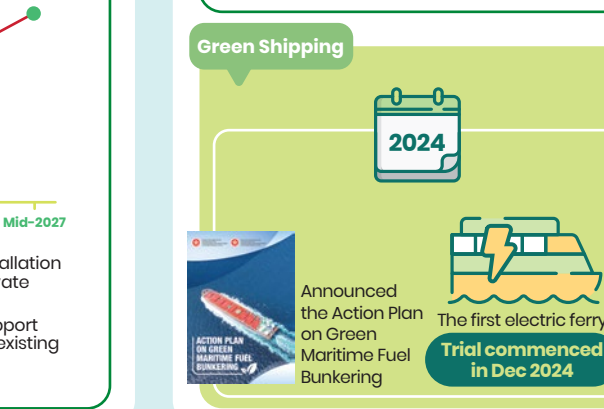 Mid-2027
allation
ate
port
existing
Green Shipping
2024
ACTION PLAN
ON GREEN
MARITIME FUEL
BUNKERING
Announced
the Action Plan
on Green
Maritime Fuel
Bunkering
The first electric ferry
Trial commenced
in Dec 2024